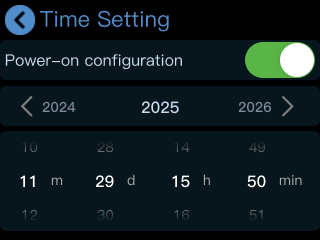 Time Setting
Power-on configuration
2024 2025 2026
10 28 14 49
11 m 29 d 15 h 50 min
12 30 16 51